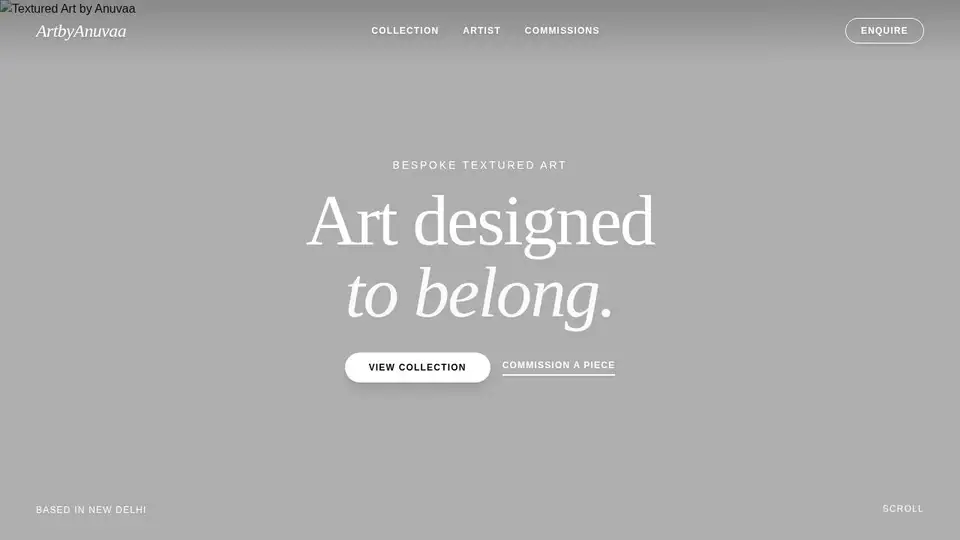 Textured Art by Anuvaa
ArtbyAnuvaa
COLLECTION
ARTIST
COMMISSIONS
ENQUIRE
BESPOKE TEXTURED ART
Art designed
to belong.
VIEW COLLECTION
COMMISSION A PIECE
BASED IN NEW DELHI
SCROLL